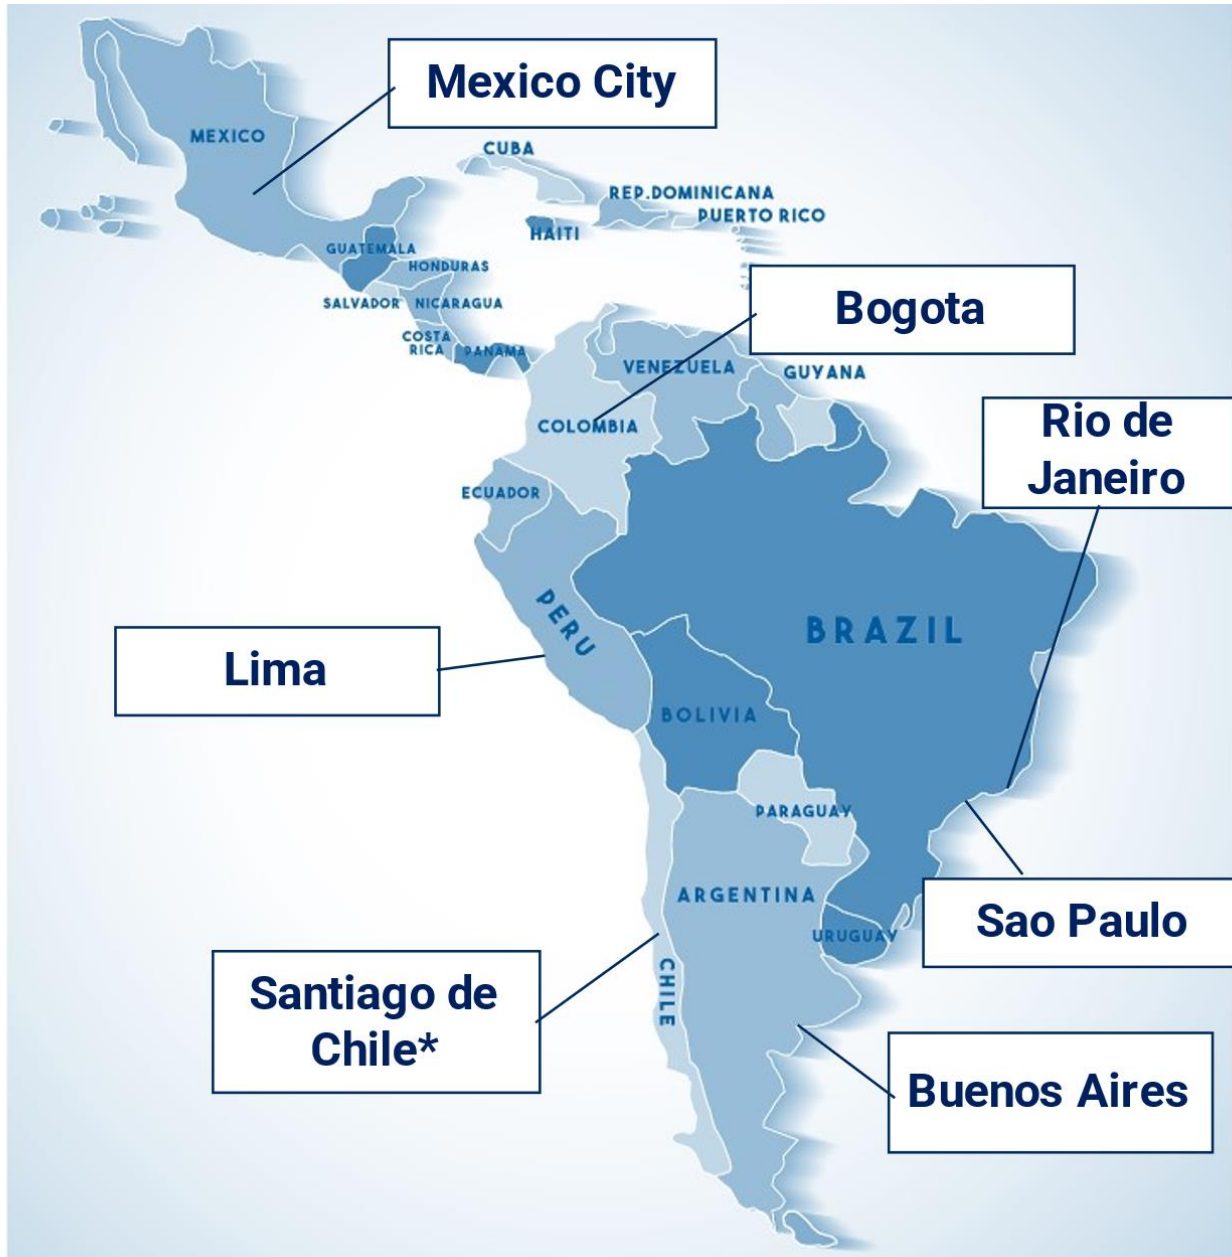 Mexico City
MEXICO
CUBA
REP.DOMINICANA
PUERTO RICO
HAITI
GUATEMALA
HONDURAS
SALVADOR
NICARAGUA
COSTA
RICA
PANAMA
Bogota
VENEZUELA
GUYANA
COLOMBIA
Rio de
Janeiro
ECUADOR
PERU
BRAZIL
Lima
BOLIVIA
PARAGUAY
ARGENTINA
Sao Paulo
URUGUAY
Santiago de
Chile*
CHILE
Buenos Aires